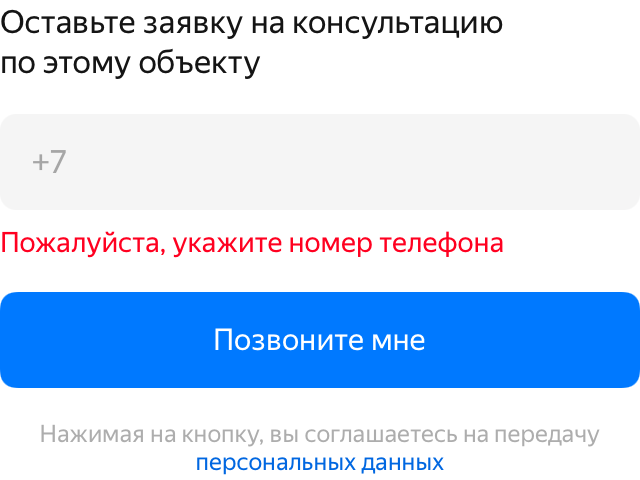 Оставьте заявку на консультацию
по этому объекту
+7
Пожалуйста, укажите номер телефона
Позвоните мне
Нажимая на кнопку, вы соглашаетесь на передачу
персональных данных